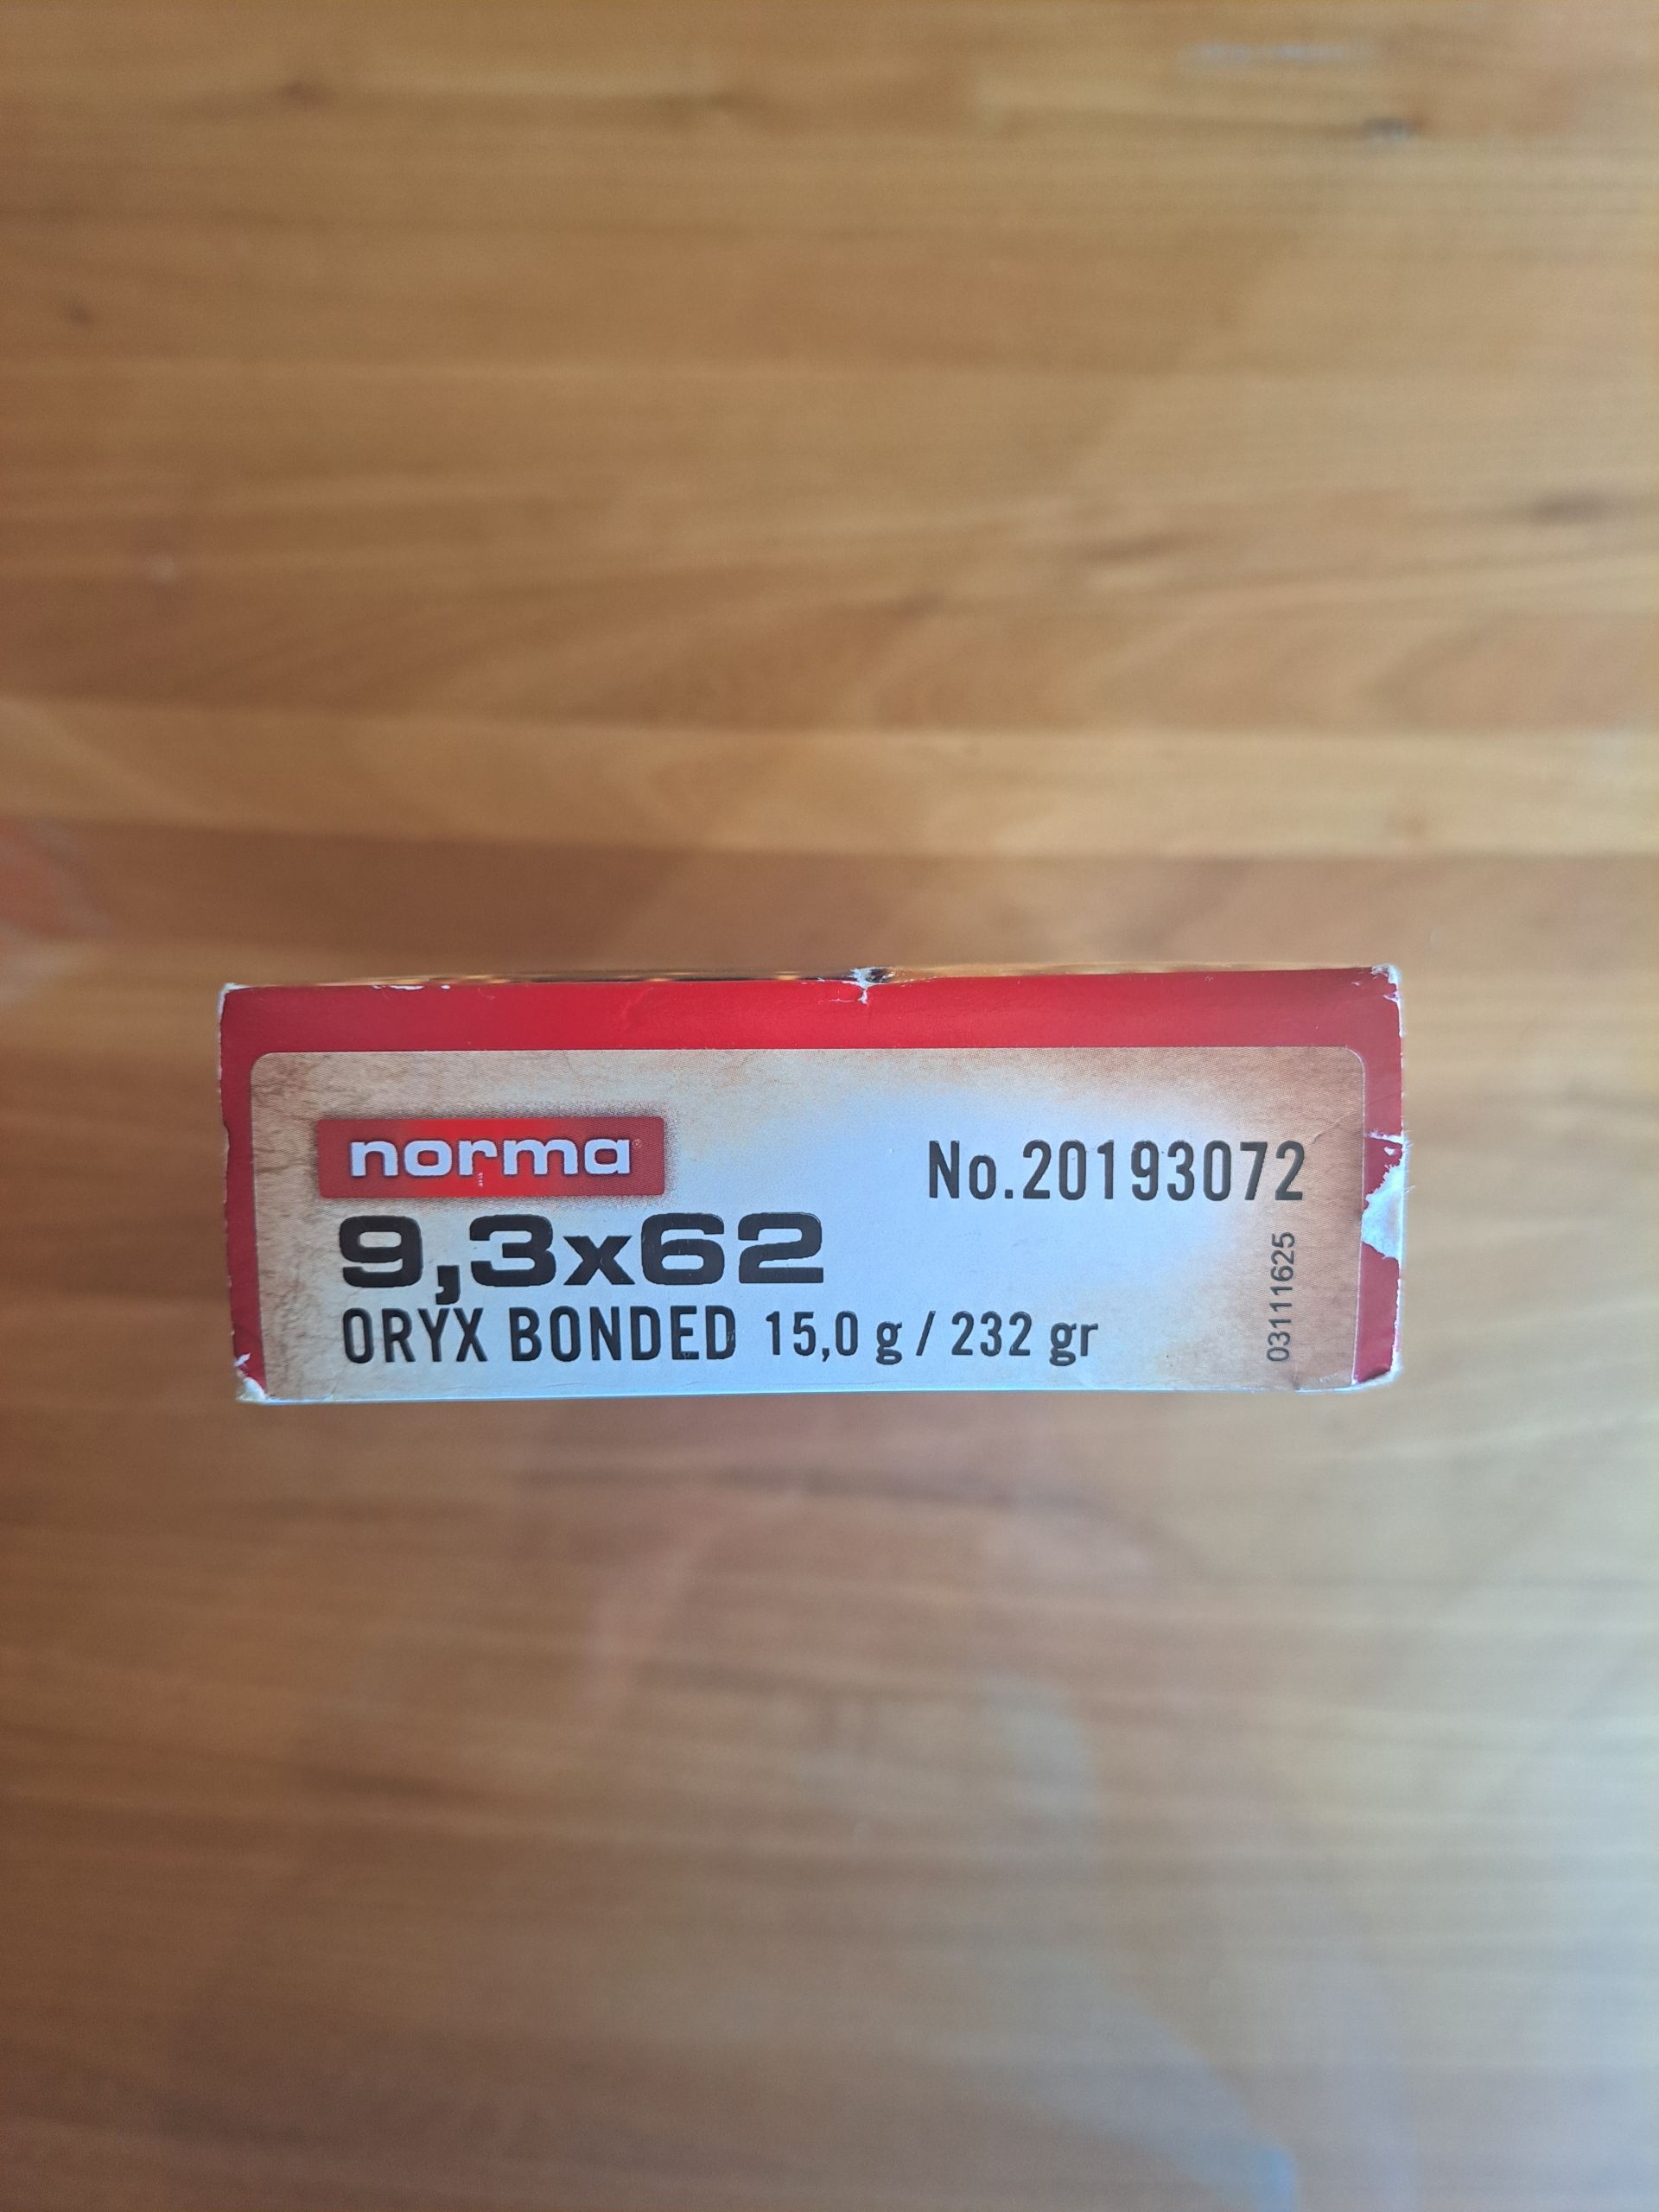 norma
No.20193072
9,3x62
ORYX BONDED 15,0 g / 232 gr
03111625